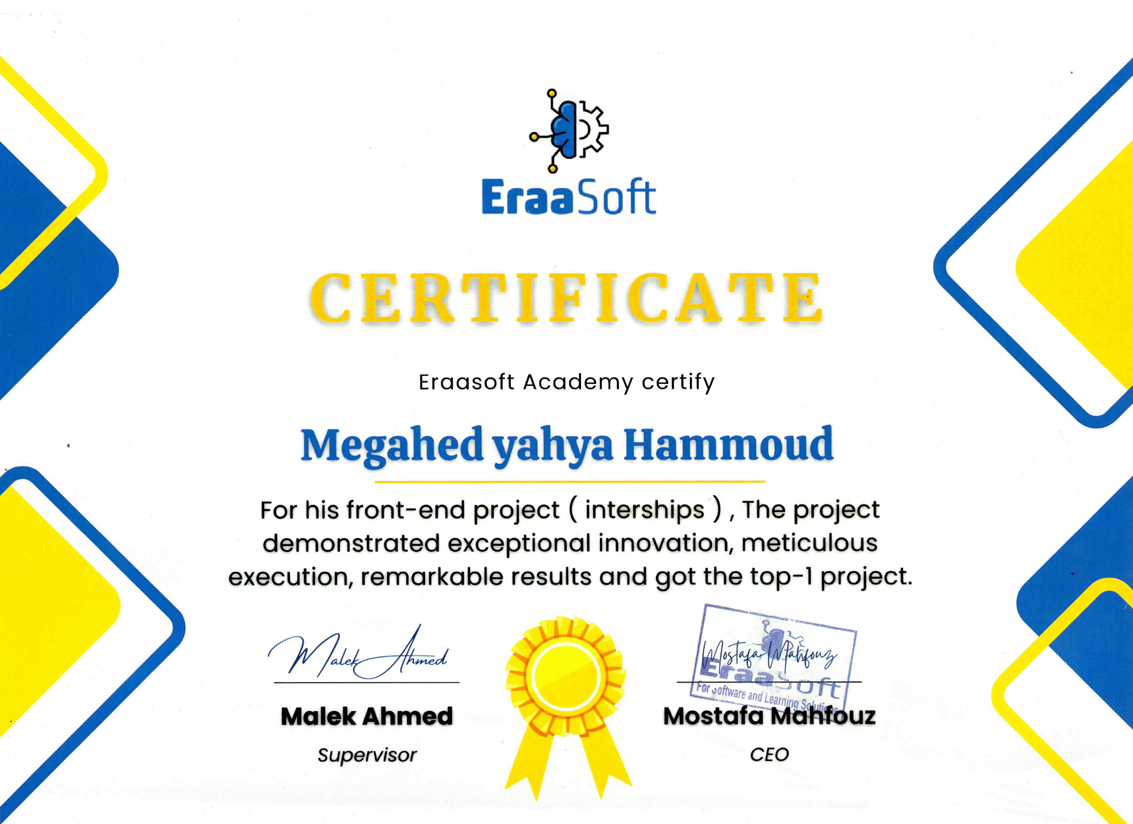 EraaSoft
CERTIFICATE
Eraasoft Academy certify
Megahed yahya Hammoud
For his front-end project ( interships ) , The project
demonstrated exceptional innovation, meticulous
execution, remarkable results and got the top-1 project.
Malek Ahmed
Mostafa Mahfouz
EraaSoft
For Software and Learning Solutions
Malek Ahmed
Mostafa Mahfouz
Supervisor
CEO